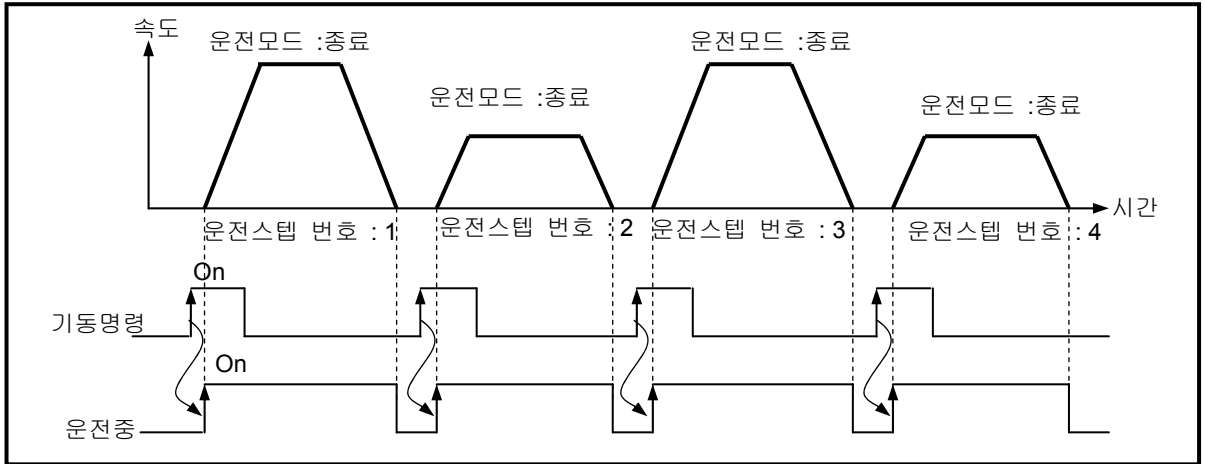 속도
운전모드 :종료
운전모드 :종료
운전모드 :종료
운전모드 :종료
시간
운전스텝 번호 : 1
운전스텝 번호 : 2
운전스텝 번호 : 3
운전스텝 번호 : 4
On
기동명령
On
운전중